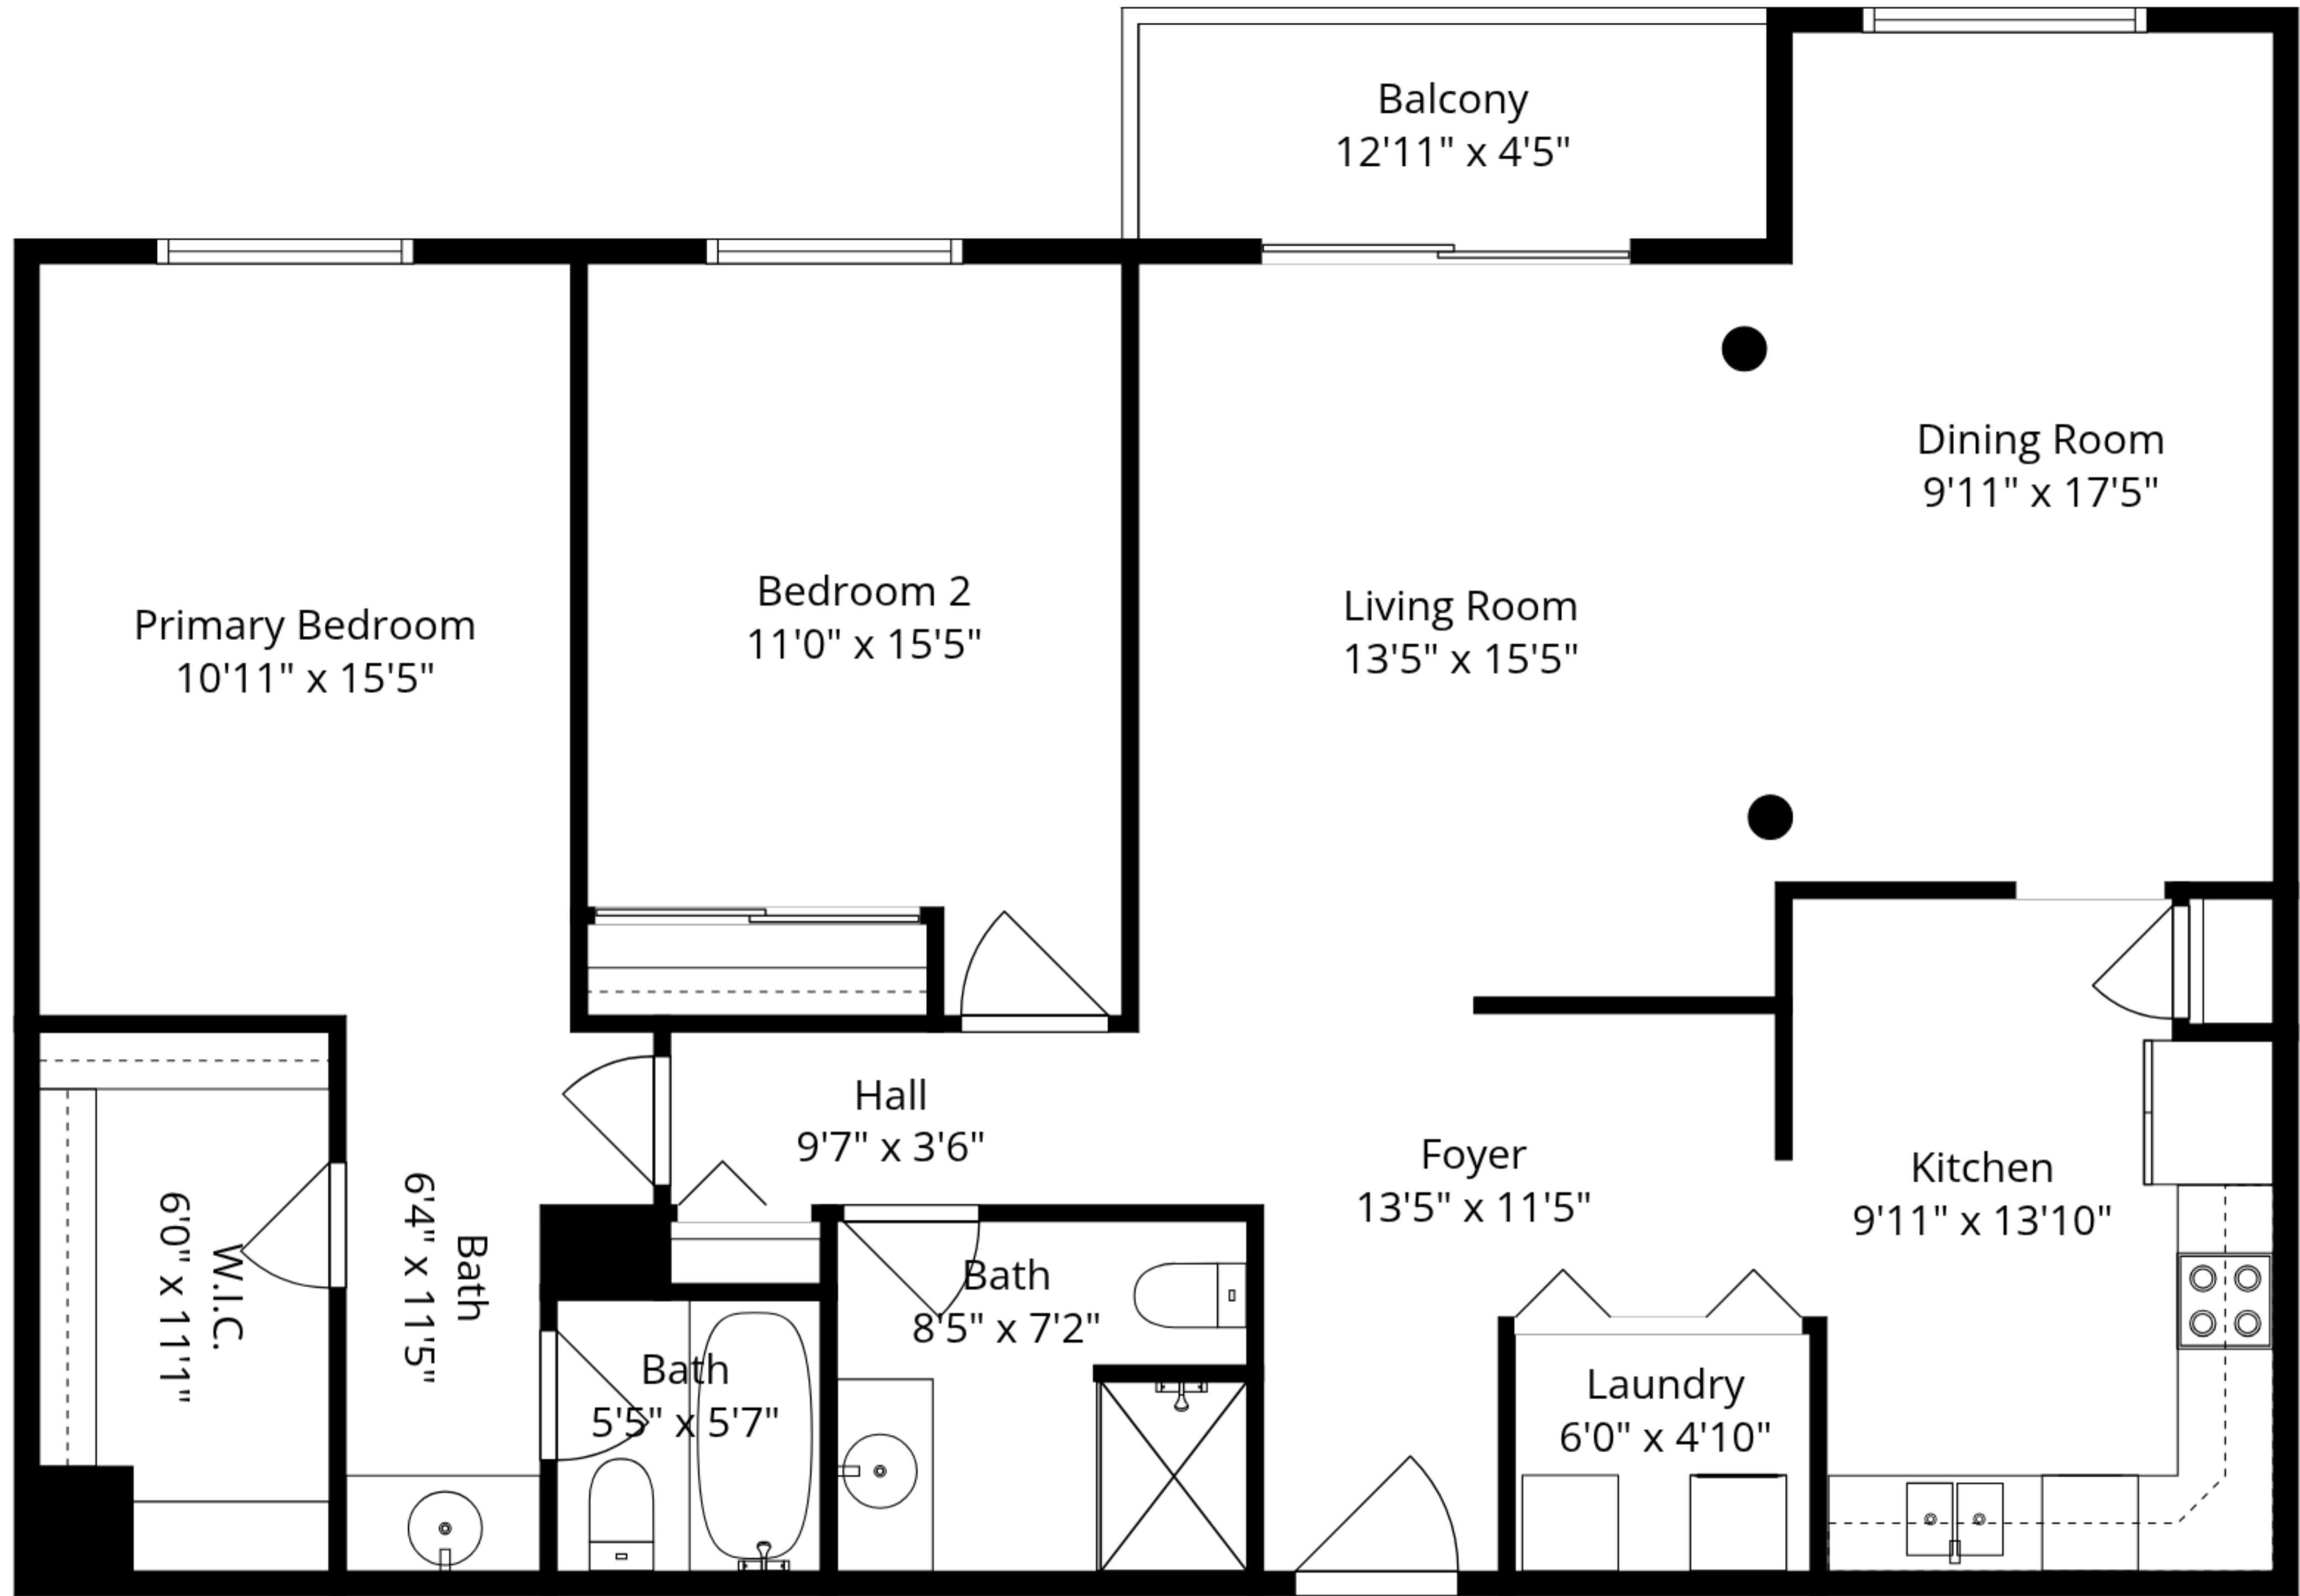 Balcony
12'11" x 4'5"
Dining Room
9'11" x 17'5"
Primary Bedroom
10'11" x 15'5"
Bedroom 2
11'0" x 15'5"
Living Room
13'5" x 15'5"
Hall
9'7" x 3'6"
Foyer
13'5" x 11'5"
Kitchen
9'11" x 13'10"
W.I.C.
6'0" x 11'1"
Bath
6'4" x 11'5"
Bath
5'5" x 5'7"
Bath
8'5" x 7'2"
Laundry
6'0" x 4'10"